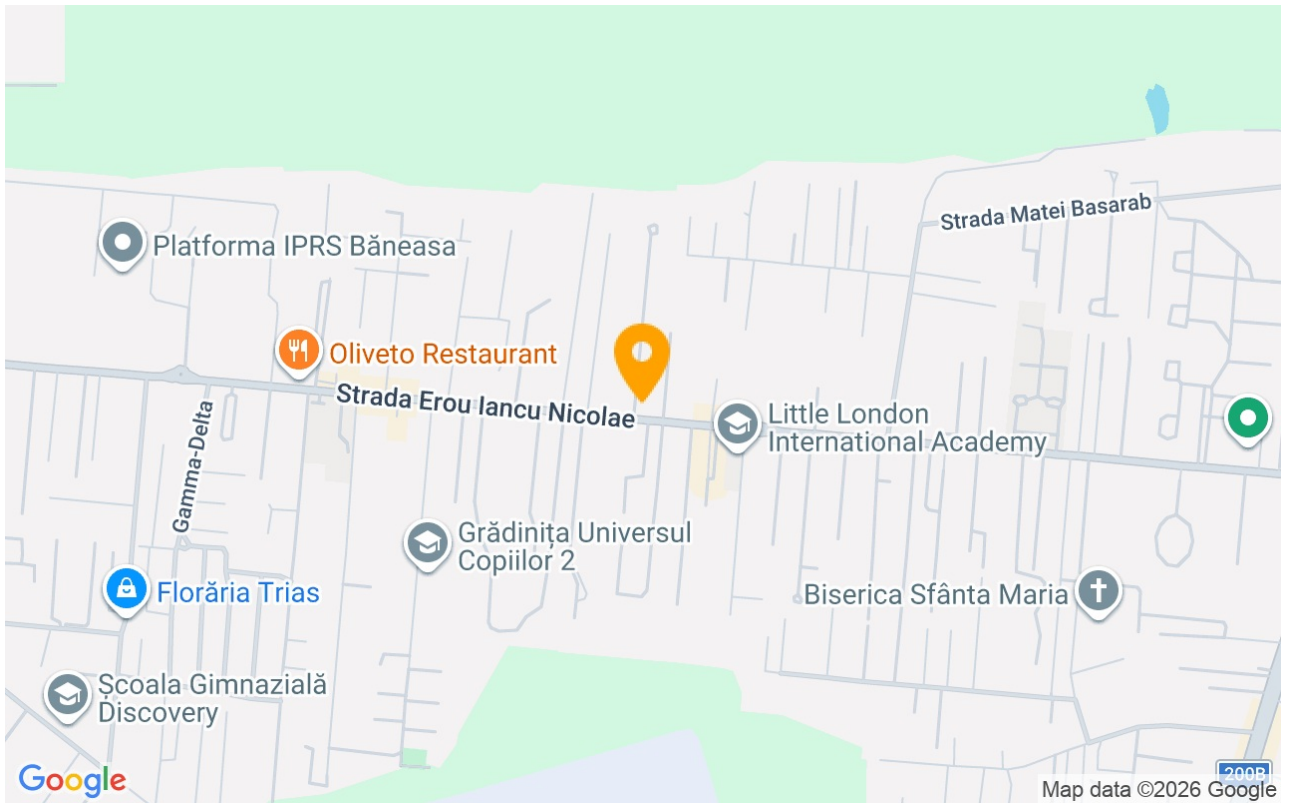 Strada Matei Basarab
Platforma IPRS Băneasa
Oliveto Restaurant
Strada Erou Iancu Nicolae
Little London
International Academy
Gamma-Delta
Grădinița Universul
Copiilor 2
Florăria Trias
Biserica Sfânta Maria
Școala Gimnazială
Discovery
Google
200B
Map data ©2026 Google